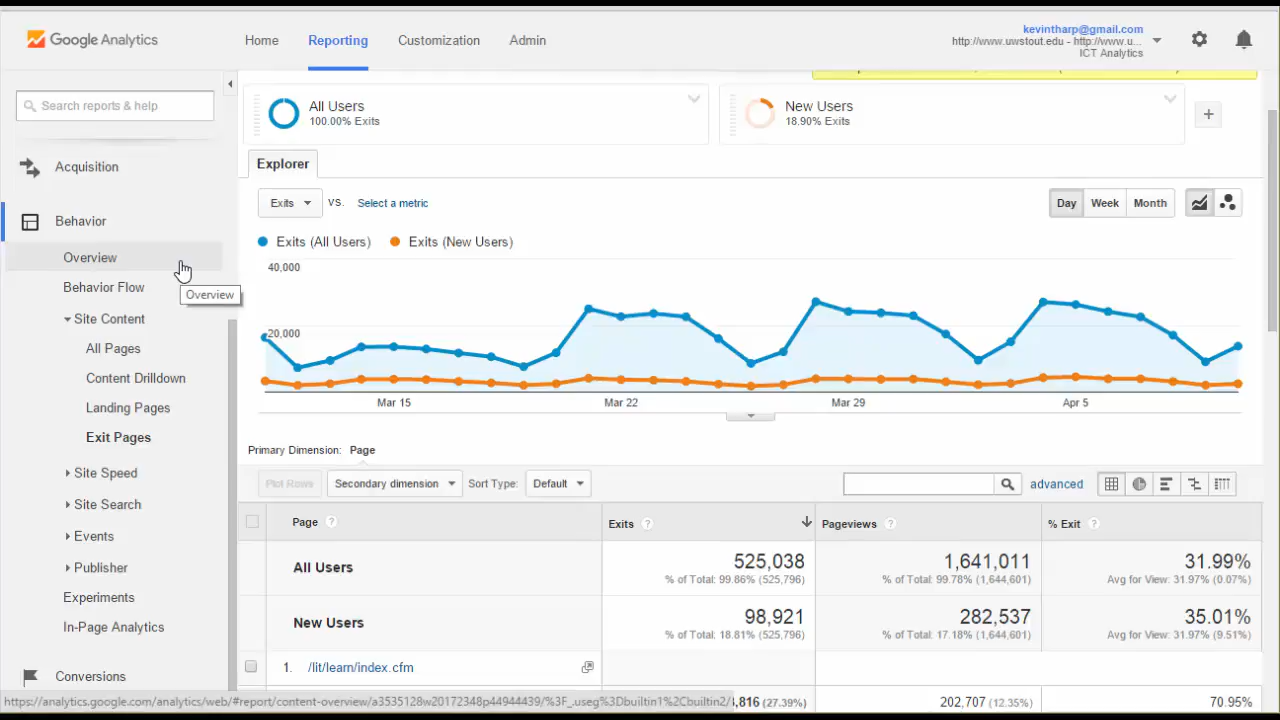 Google Analytics
Home
Reporting
Customization
Admin
kevintharp@gmail.com
http://www.uwstout.edu - http://www.u...
ICT Analytics
Search reports & help
Acquisition
Behavior
Overview
Overview
Behavior Flow
Site Content
All Pages
Content Drilldown
Landing Pages
Exit Pages
Site Speed
Site Search
Events
Publisher
Experiments
In-Page Analytics
Conversions
All Users
100.00% Exits
New Users
18.90% Exits
+
Explorer
Exits
VS.
Select a metric
Day
Week
Month
Exits (All Users)
Exits (New Users)
40,000
20,000
Mar 15
Mar 22
Mar 29
Apr 5
Primary Dimension:
Page
Plot Rows
Secondary dimension
Sort Type:
Default
advanced
Page ?
Exits ?
Pageviews ?
% Exit ?
All Users
525,038
% of Total: 99.86% (525,796)
1,641,011
% of Total: 99.78% (1,644,601)
31.99%
Avg for View: 31.97% (0.07%)
New Users
98,921
% of Total: 18.81% (525,796)
282,537
% of Total: 17.18% (1,644,601)
35.01%
Avg for View: 31.97% (9.51%)
1.
/lit/learn/index.cfm
https://analytics.google.com/analytics/web/#report/content-overview/a3535128w20172348p44944439/%3F_.useg%3Dbuiltin1%2Cbuiltin2/
,816 (27.39%)
202,707 (12.35%)
70.95%